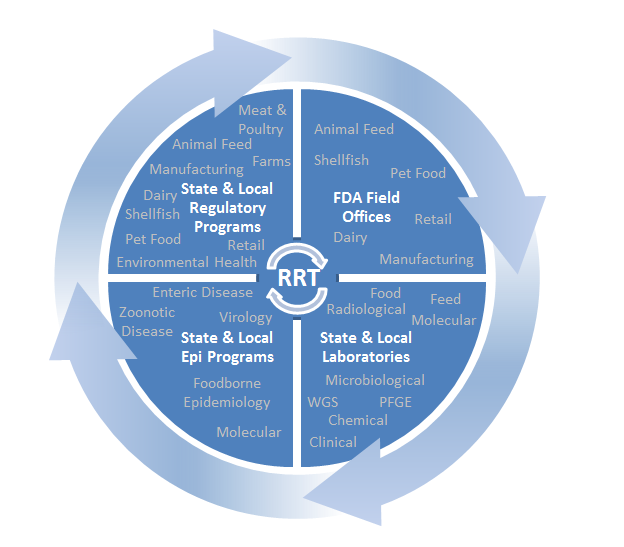 Meat &
Poultry
Animal Feed
Farms
Manufacturing
Dairy
State & Local
Regulatory
Programs
Shellfish
Pet Food
Retail
Environmental Health
Animal Feed
Shellfish
Pet Food
FDA Field
Offices
Retail
Dairy
Manufacturing
RRT
Enteric Disease
Zoonotic
Disease
Virology
State & Local
Epi Programs
Foodborne
Epidemiology
Molecular
Food
Feed
Radiological
Molecular
State & Local
Laboratories
Microbiological
WGS
PFGE
Chemical
Clinical